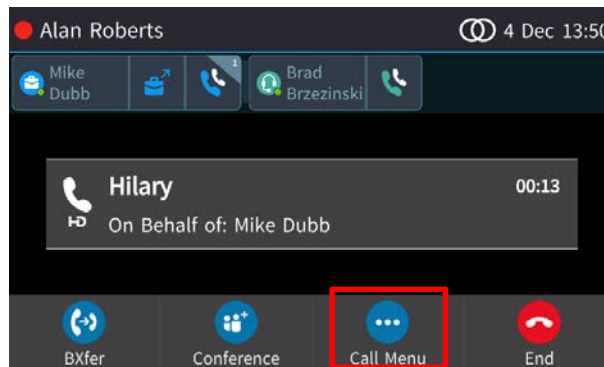 Alan Roberts 4 Dec 13:50
Mike 1 Brad
Dubb Brzezinski
Hilary 00:13
HD On Behalf of: Mike Dubb
BXfer Conference Call Menu End